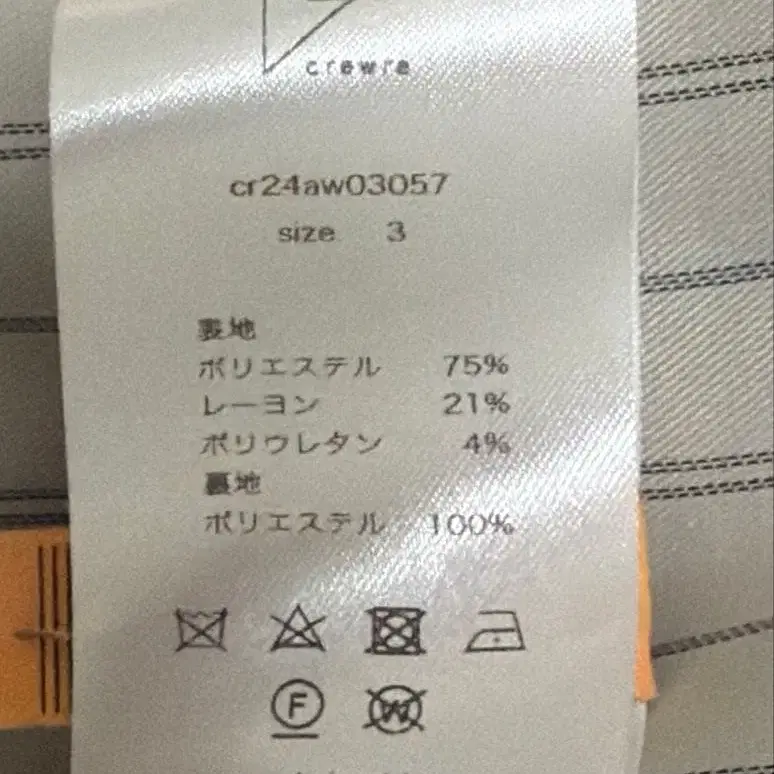 crewre
cr24aw03057
size 3
表地
ポリエステル 75%
レーヨン 21%
ポリウレタン 4%
裏地
ポリエステル 100%
F
W